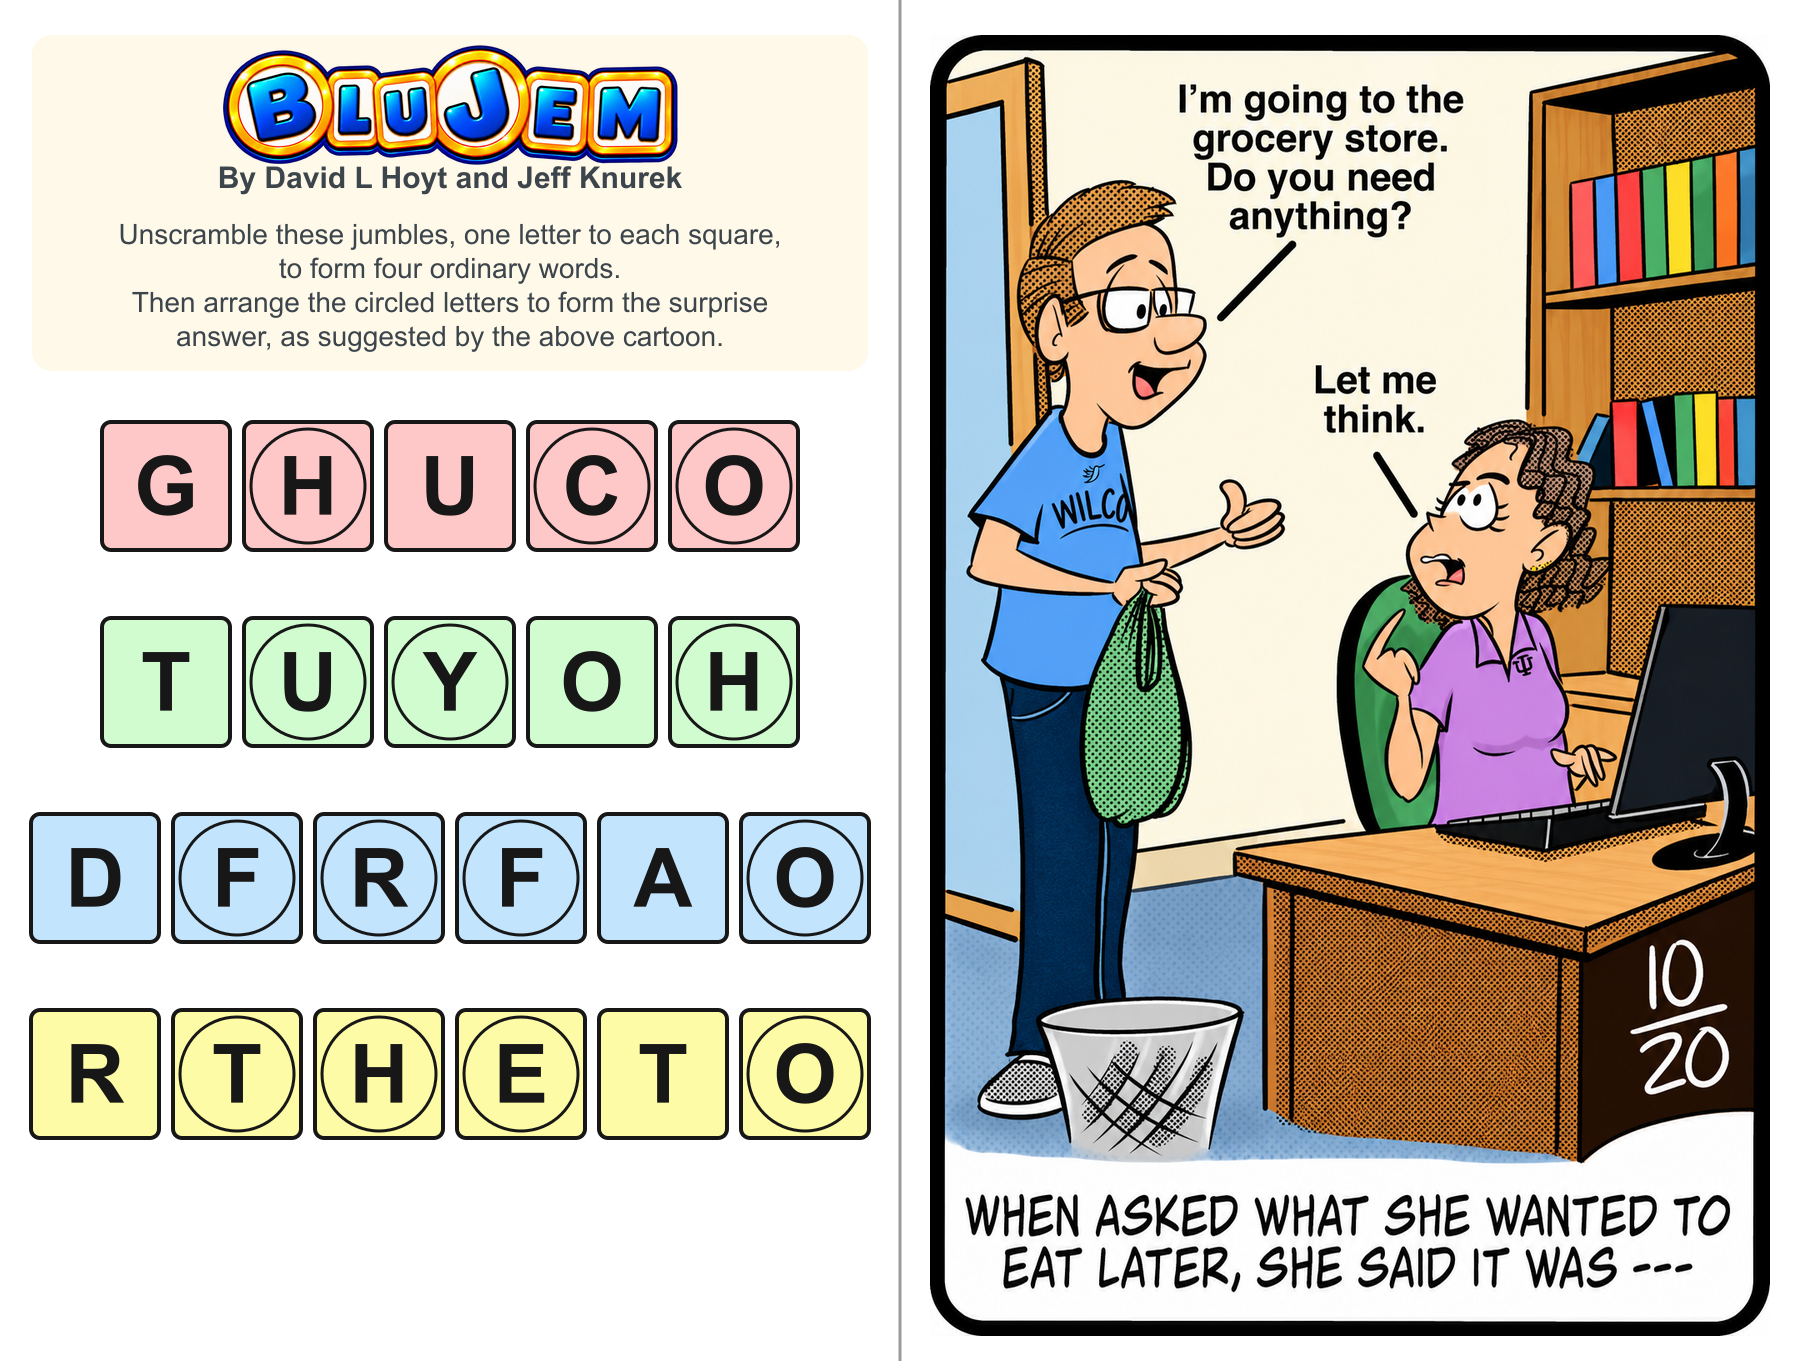 BLUJEM
By David L Hoyt and Jeff Knurek
Unscramble these jumbles, one letter to each square,
to form four ordinary words.
Then arrange the circled letters to form the surprise
answer, as suggested by the above cartoon.
G H U C O
T U Y O H
D F R F A O
R T H E T O
I'm going to the
grocery store.
Do you need
anything?
Let me
think.
WILCO
10
20
WHEN ASKED WHAT SHE WANTED TO
EAT LATER, SHE SAID IT WAS ---